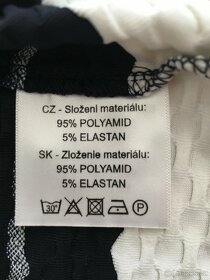 CZ - Složení materiálu:
95% POLYAMID
5% ELASTAN
SK - Zloženie materiálu:
95% POLYAMID
5% ELASTAN
30°
P